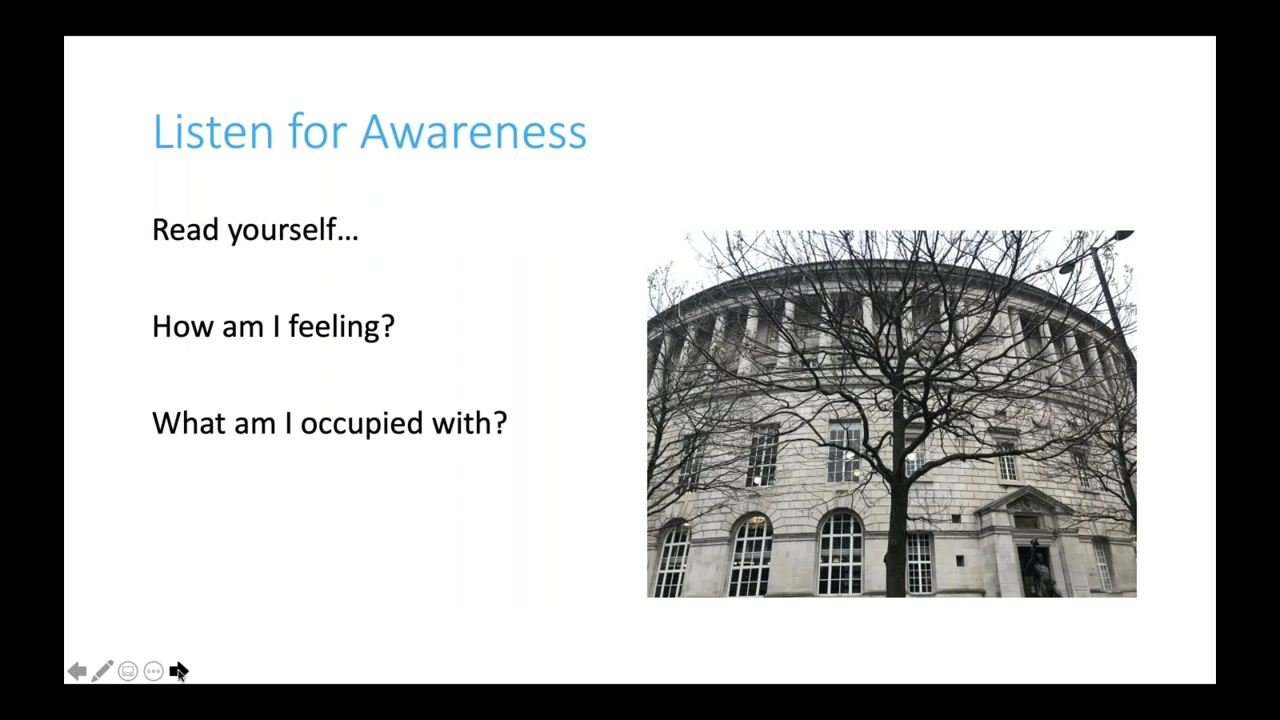 Listen for Awareness
Read yourself…
How am I feeling?
What am I occupied with?